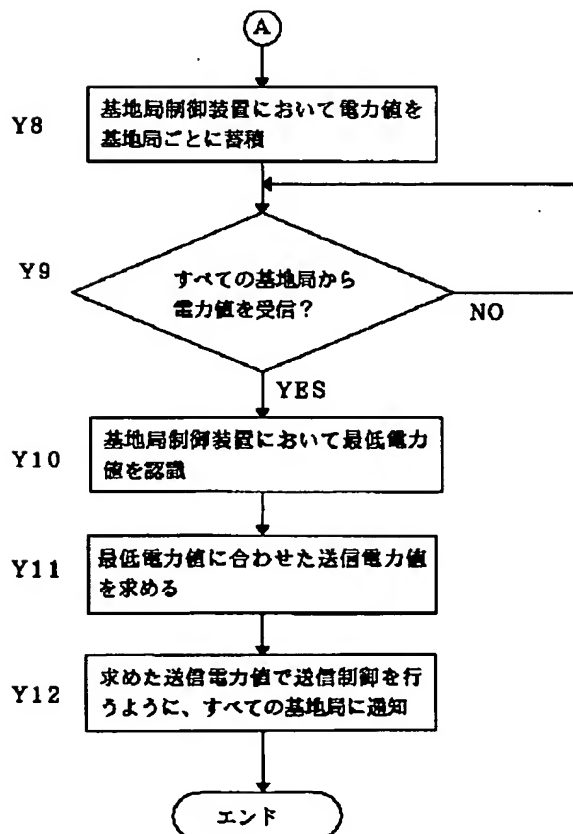 A
Y8
基地局制御装置において電力値を
基地局ごとに蓄積
Y9
すべての基地局から
電力値を受信？
NO
YES
Y10
基地局制御装置において最低電力
値を認識
Y11
最低電力値に合わせた送信電力値
を求める
Y12
求めた送信電力値で送信制御を行
うように、すべての基地局に通知
エンド